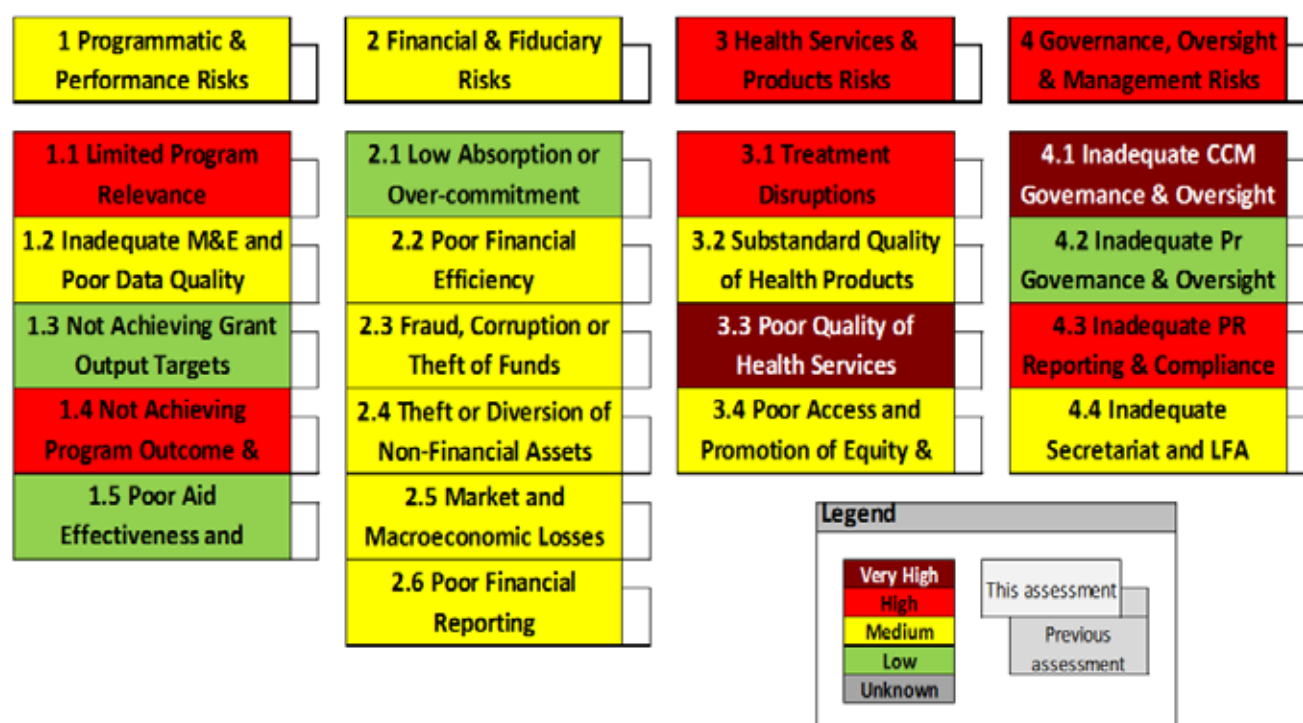 1 Programmatic &
Performance Risks
2 Financial & Fiduciary
Risks
3 Health Services &
Products Risks
4 Governance, Oversight
& Management Risks
1.1 Limited Program
Relevance
1.2 Inadequate M&E and
Poor Data Quality
1.3 Not Achieving Grant
Output Targets
1.4 Not Achieving
Program Outcome &
1.5 Poor Aid
Effectiveness and
2.1 Low Absorption or
Over-commitment
2.2 Poor Financial
Efficiency
2.3 Fraud, Corruption or
Theft of Funds
2.4 Theft or Diversion of
Non-Financial Assets
2.5 Market and
Macroeconomic Losses
2.6 Poor Financial
Reporting
3.1 Treatment
Disruptions
3.2 Substandard Quality
of Health Products
3.3 Poor Quality of
Health Services
3.4 Poor Access and
Promotion of Equity &
4.1 Inadequate CCM
Governance & Oversight
4.2 Inadequate Pr
Governance & Oversight
4.3 Inadequate PR
Reporting & Compliance
4.4 Inadequate
Secretariat and LFA
Legend
Very High
High
Medium
Low
Unknown
This assessment
Previous
assessment